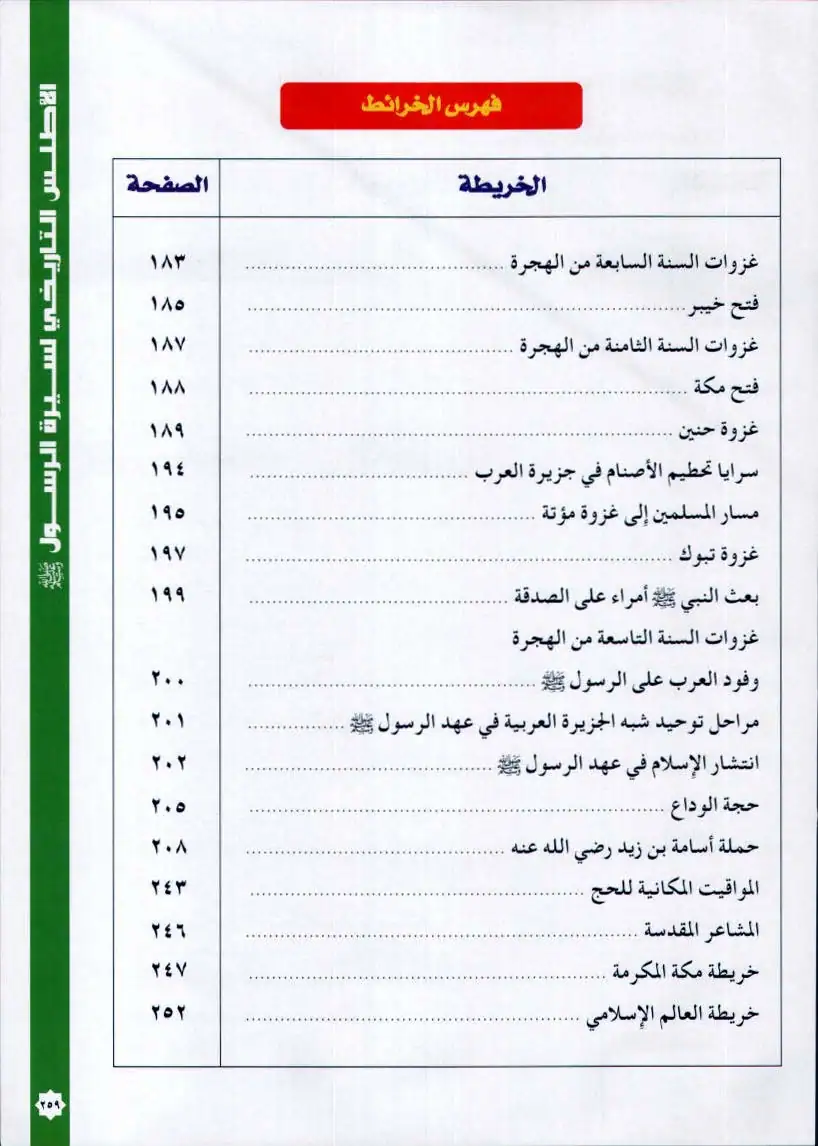 فهرس الخرائط
الخريطة الصفحة
غزوات السنة السابعة من الهجرة ........ ١٨٣
فتح خيبر ........ ١٨٥
غزوات السنة الثامنة من الهجرة ........ ١٨٧
فتح مكة ........ ١٨٨
غزوة حنين ........ ١٨٩
سرايا تحطيم الأصنام في جزيرة العرب ........ ١٩٤
مسار المسلمين إلى غزوة مؤتة ........ ١٩٥
غزوة تبوك ........ ١٩٧
بعث النبي ﷺ أمراء على الصدقة ........ ١٩٩
غزوات السنة التاسعة من الهجرة
وفود العرب على الرسول ﷺ ........ ٢٠٠
مراحل توحيد شبه الجزيرة العربية في عهد الرسول ﷺ ........ ٢٠١
انتشار الإسلام في عهد الرسول ﷺ ........ ٢٠٢
حجة الوداع ........ ٢٠٥
حملة أسامة بن زيد رضي الله عنه ........ ٢٠٨
المواقيت المكانية للحج ........ ٢٤٣
المشاعر المقدسة ........ ٢٤٦
خريطة مكة المكرمة ........ ٢٤٧
خريطة العالم الإسلامي ........ ٢٥٢
الأطلس التاريخي لسيرة الرسول ﷺ
٢٥٩